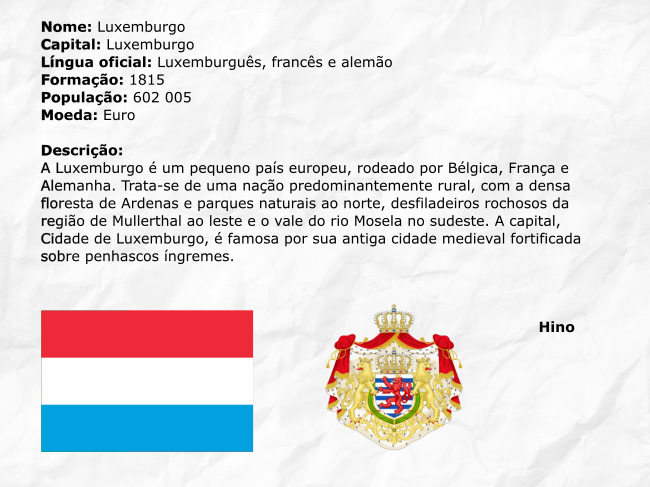 Nome: Luxemburgo
Capital: Luxemburgo
Língua oficial: Luxemburguês, francês e alemão
Formação: 1815
População: 602 005
Moeda: Euro
Descrição:
A Luxemburgo é um pequeno país europeu, rodeado por Bélgica, França e
Alemanha. Trata-se de uma nação predominantemente rural, com a densa
floresta de Ardenas e parques naturais ao norte, desfiladeiros rochosos da
região de Mullerthal ao leste e o vale do rio Mosela no sudeste. A capital,
Cidade de Luxemburgo, é famosa por sua antiga cidade medieval fortificada
sobre penhascos íngremes.
Hino